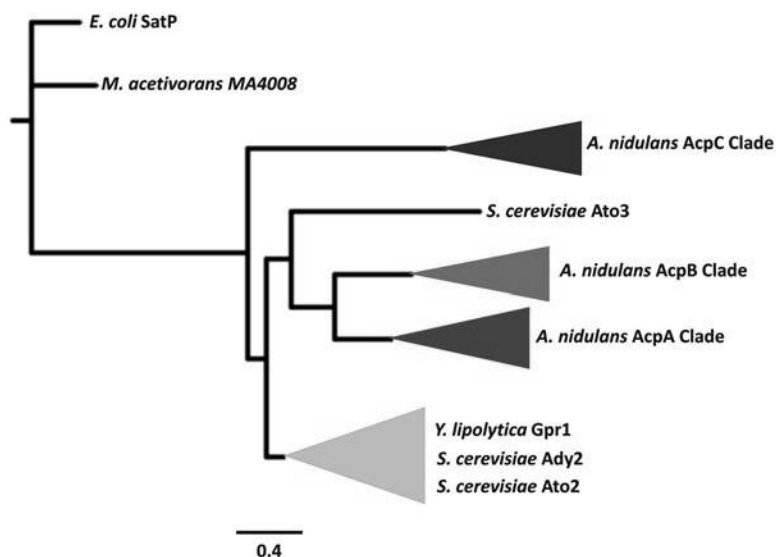 E. coli SatP
M. acetivorans MA4008
A. nidulans AcpC Clade
S. cerevisiae Ato3
A. nidulans AcpB Clade
A. nidulans AcpA Clade
Y. lipolytica Gpr1
S. cerevisiae Ady2
S. cerevisiae Ato2
0.4